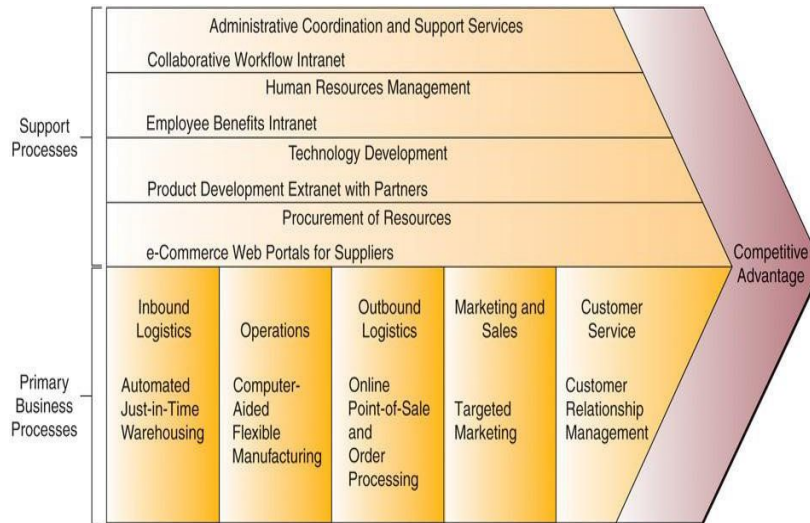 Administrative Coordination and Support Services
Collaborative Workflow Intranet
Human Resources Management
Employee Benefits Intranet
Support
Processes
Technology Development
Product Development Extranet with Partners
Procurement of Resources
e-Commerce Web Portals for Suppliers
Competitive
Advantage
Primary
Business
Processes
Inbound
Logistics
Automated
Just-in-Time
Warehousing
Operations
Computer-
Aided
Flexible
Manufacturing
Outbound
Logistics
Online
Point-of-Sale
and
Order
Processing
Marketing and
Sales
Targeted
Marketing
Customer
Service
Customer
Relationship
Management